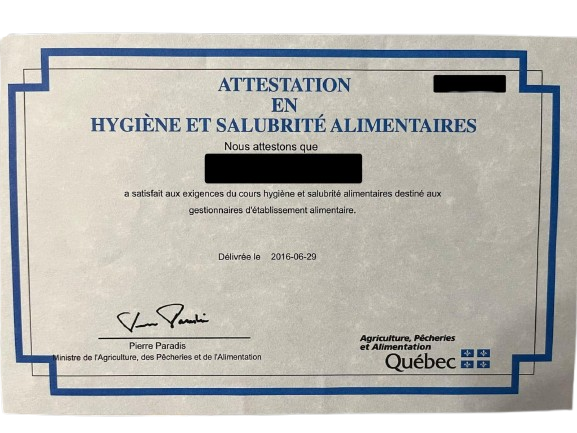 ATTESTATION
EN
HYGIÈNE ET SALUBRITÉ ALIMENTAIRES
Nous attestons que
a satisfait aux exigences du cours hygiène et salubrité alimentaires destiné aux
gestionnaires d'établissement alimentaire.
Délivrée le 2016-06-29
Pierre Paradis
Ministre de l'Agriculture, des Pêcheries et de l'Alimentation
Agriculture, Pêcheries
et Alimentation
Québec